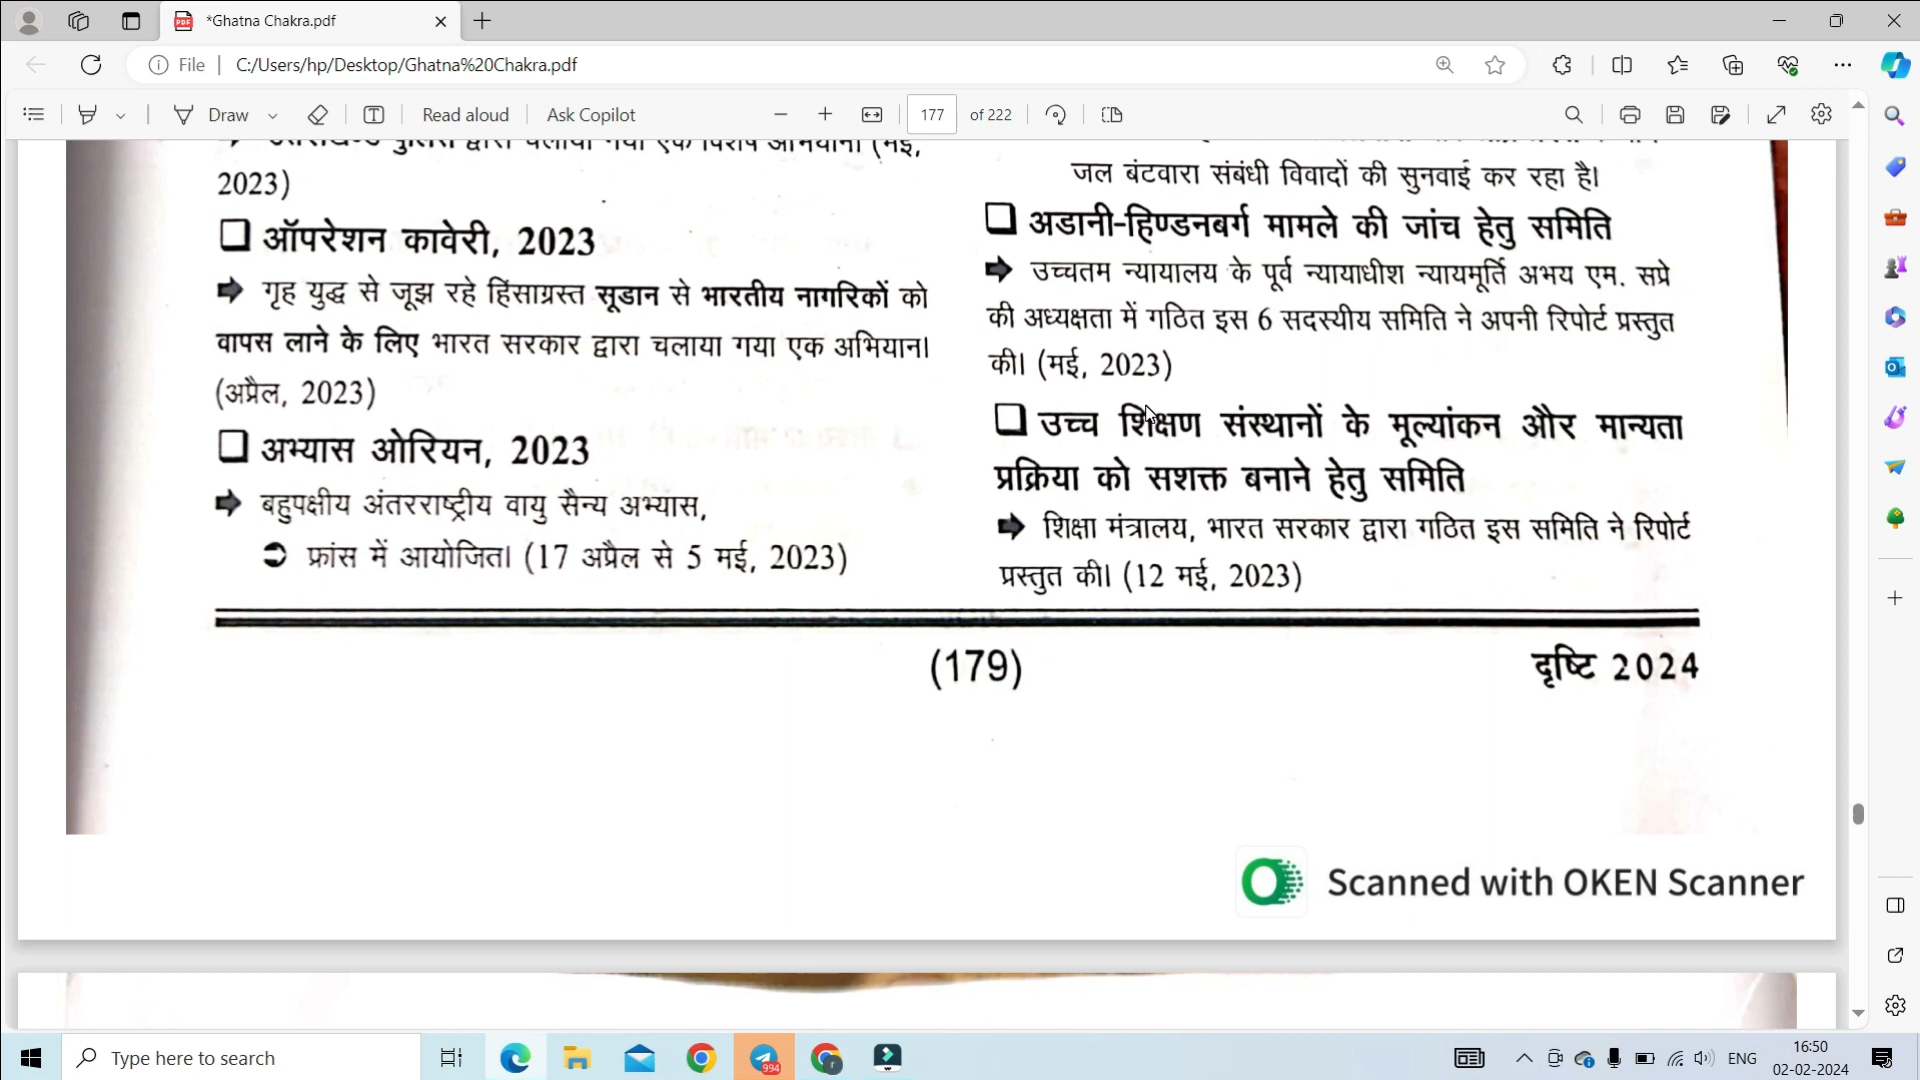 *Ghatna Chakra.pdf
File
C:/Users/hp/Desktop/Ghatna%20Chakra.pdf
Draw
Read aloud
Ask Copilot
177
of 222
2023)
❑ ऑपरेशन कावेरी, 2023
गृह युद्ध से जूझ रहे हिंसाग्रस्त सूडान से भारतीय नागरिकों को
वापस लाने के लिए भारत सरकार द्वारा चलाया गया एक अभियान।
(अप्रैल, 2023)
❑ अभ्यास ओरियन, 2023
बहुपक्षीय अंतरराष्ट्रीय वायु सैन्य अभ्यास,
फ्रांस में आयोजित। (17 अप्रैल से 5 मई, 2023)
जल बंटवारा संबंधी विवादों की सुनवाई कर रहा है।
❑ अडानी-हिण्डनबर्ग मामले की जांच हेतु समिति
उच्चतम न्यायालय के पूर्व न्यायाधीश न्यायमूर्ति अभय एम. सप्रे
की अध्यक्षता में गठित इस 6 सदस्यीय समिति ने अपनी रिपोर्ट प्रस्तुत
की। (मई, 2023)
❑ उच्च शिक्षण संस्थानों के मूल्यांकन और मान्यता
प्रक्रिया को सशक्त बनाने हेतु समिति
शिक्षा मंत्रालय, भारत सरकार द्वारा गठित इस समिति ने रिपोर्ट
प्रस्तुत की। (12 मई, 2023)
(179)
दृष्टि 2024
Scanned with OKEN Scanner
Type here to search
994
ENG
16:50
02-02-2024